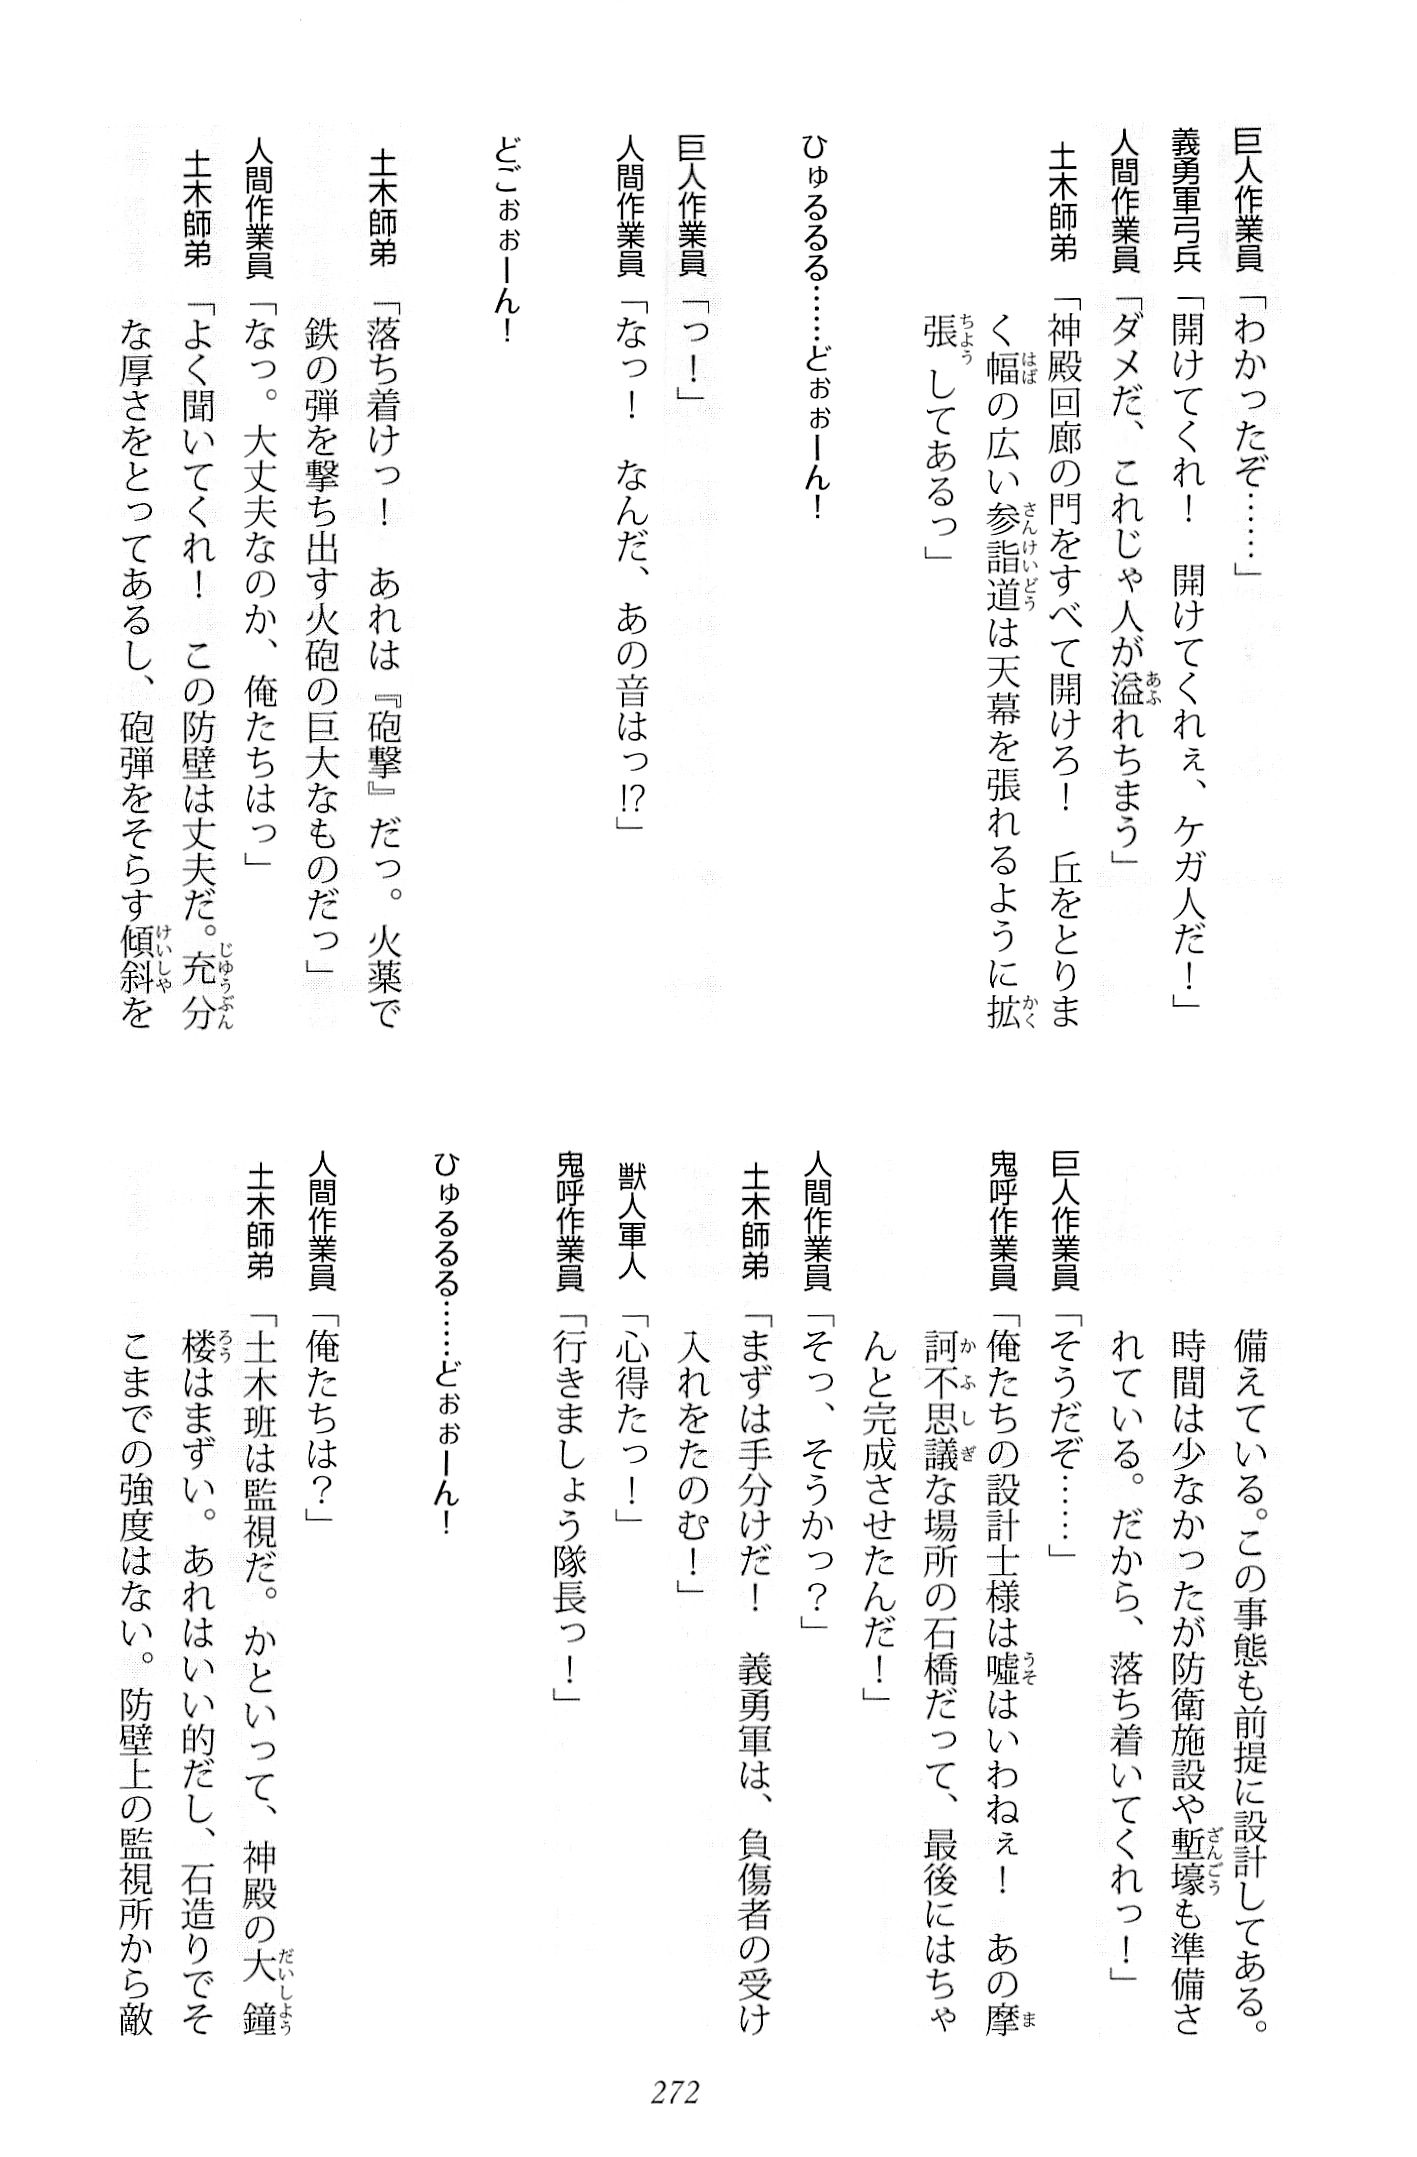 巨人作業員「わかったぞ……」
義勇軍弓兵「開けてくれ！　開けてくれぇ、ケガ人だ！」
人間作業員「ダメだ、これじゃ人が溢れちまう」
土木師弟「神殿回廊の門をすべて開けろ！　丘をとりま
く幅の広い参詣道は天幕を張れるように拡
張してあるっ」
ひゅるるる……どぉぉーん！
巨人作業員「っ！」
人間作業員「なっ！　なんだ、あの音はっ!?」
どごぉぉーん！
土木師弟「落ち着けっ！　あれは『砲撃』だっ。火薬で
鉄の弾を撃ち出す火砲の巨大なものだっ」
人間作業員「なっ。大丈夫なのか、俺たちはっ」
土木師弟「よく聞いてくれ！　この防壁は丈夫だ。充分
な厚さをとってあるし、砲弾をそらす傾斜を
備えている。この事態も前提に設計してある。
時間は少なかったが防衛施設や塹壕も準備さ
れている。だから、落ち着いてくれっ！」
巨人作業員「そうだぞ……」
鬼呼作業員「俺たちの設計士様は嘘はいわねぇ！　あの摩
訶不思議な場所の石橋だって、最後にはちゃ
んと完成させたんだ！」
人間作業員「そっ、そうかっ？」
土木師弟「まずは手分けだ！　義勇軍は、負傷者の受け
入れをたのむ！」
獣人軍人「心得たっ！」
鬼呼作業員「行きましょう隊長っ！」
ひゅるるる……どぉぉーん！
人間作業員「俺たちは？」
土木師弟「土木班は監視だ。かといって、神殿の大鐘
楼はまずい。あれはいい的だし、石造りでそ
こまでの強度はない。防壁上の監視所から敵
272